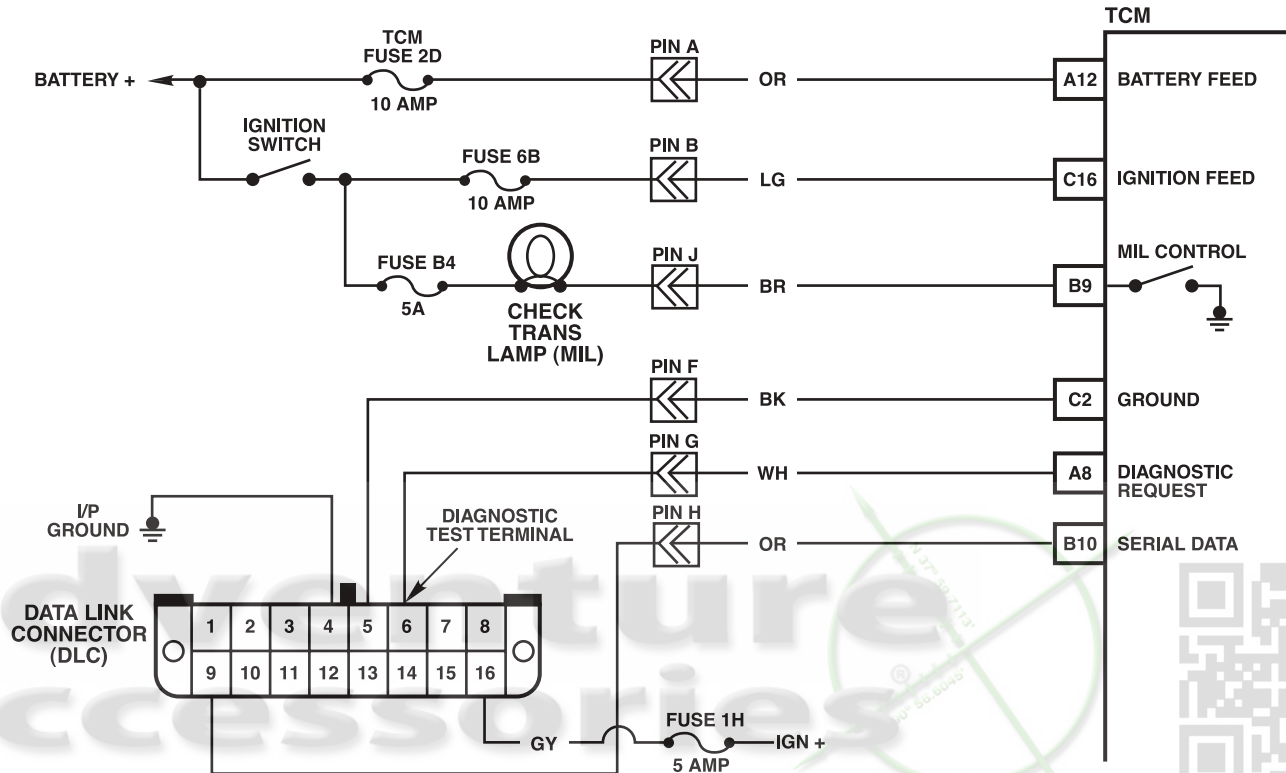 TCM
TCM
FUSE 2D
10 AMP
BATTERY +
PIN A
OR
A12
BATTERY FEED
IGNITION
SWITCH
FUSE 6B
10 AMP
PIN B
LG
C16
IGNITION FEED
FUSE B4
5A
CHECK
TRANS
LAMP (MIL)
PIN J
BR
B9
MIL CONTROL
PIN F
BK
C2
GROUND
PIN G
WH
A8
DIAGNOSTIC
REQUEST
I/P
GROUND
DIAGNOSTIC
TEST TERMINAL
PIN H
OR
B10
SERIAL DATA
DATA LINK
CONNECTOR
(DLC)
1 2 3 4 5 6 7 8
9 10 11 12 13 14 15 16
GY
FUSE 1H
5 AMP
IGN +
dventure
ccessories
®